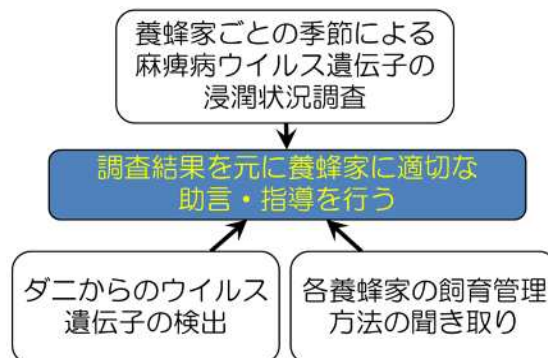 養蜂家ごとの季節による
麻痺病ウイルス遺伝子の
浸潤状況調査
調査結果を元に養蜂家に適切な
助言・指導を行う
ダニからのウイルス
遺伝子の検出
各養蜂家の飼育管理
方法の聞き取り